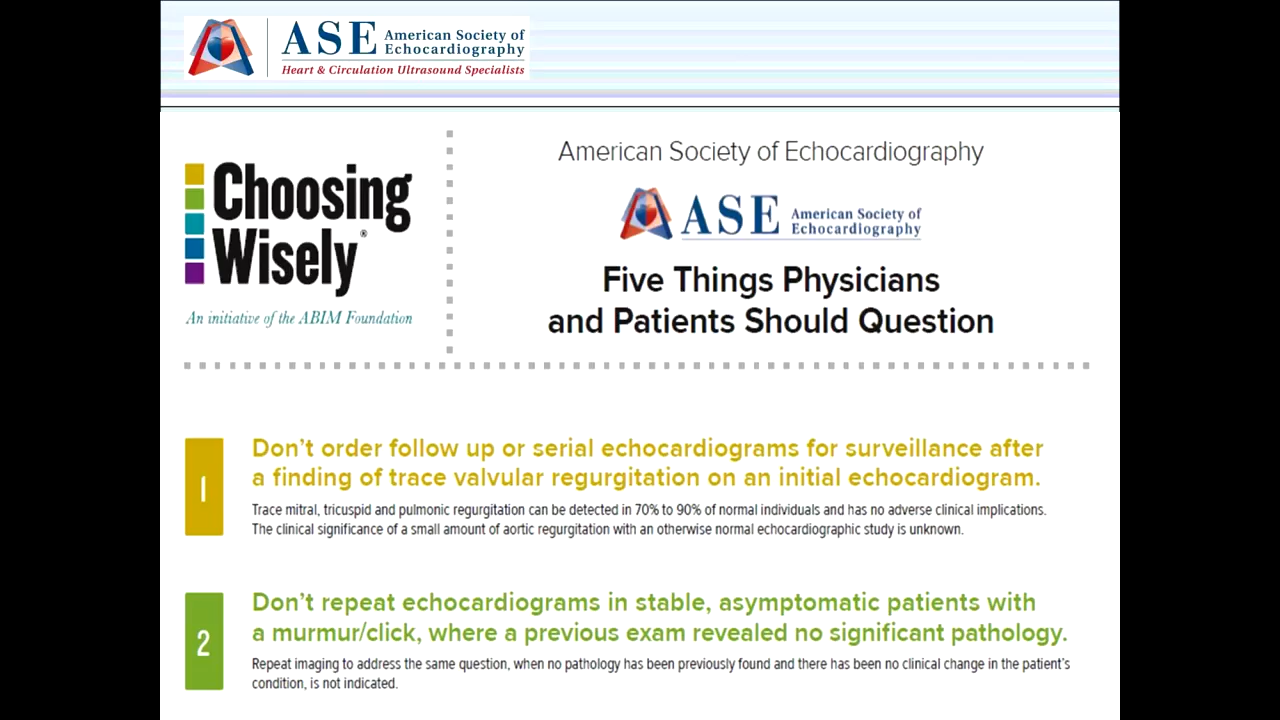 ASE American Society of
Echocardiography
Heart & Circulation Ultrasound Specialists
Choosing
Wisely®
An initiative of the ABIM Foundation
American Society of Echocardiography
ASE American Society of
Echocardiography
Five Things Physicians
and Patients Should Question
1
Don’t order follow up or serial echocardiograms for surveillance after
a finding of trace valvular regurgitation on an initial echocardiogram.
Trace mitral, tricuspid and pulmonic regurgitation can be detected in 70% to 90% of normal individuals and has no adverse clinical implications.
The clinical significance of a small amount of aortic regurgitation with an otherwise normal echocardiographic study is unknown.
2
Don’t repeat echocardiograms in stable, asymptomatic patients with
a murmur/click, where a previous exam revealed no significant pathology.
Repeat imaging to address the same question, when no pathology has been previously found and there has been no clinical change in the patient’s
condition, is not indicated.